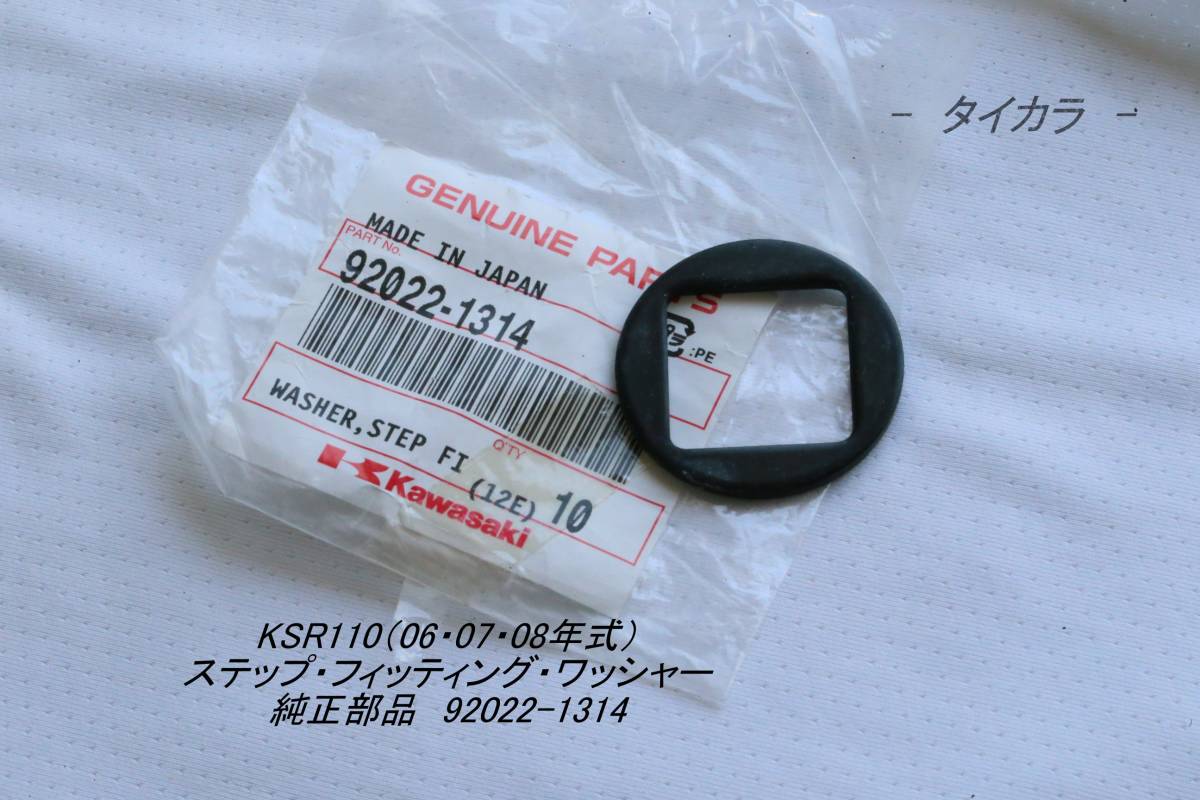 - タイカラ -
GENUINE PARTS
MADE IN JAPAN
PART No.
92022-1314
:PE
WASHER,STEP FI
Q'TY
(12E) 10
Kawasaki
KSR110(06・07・08年式)
ステップ・フィッティング・ワッシャー
純正部品 92022-1314